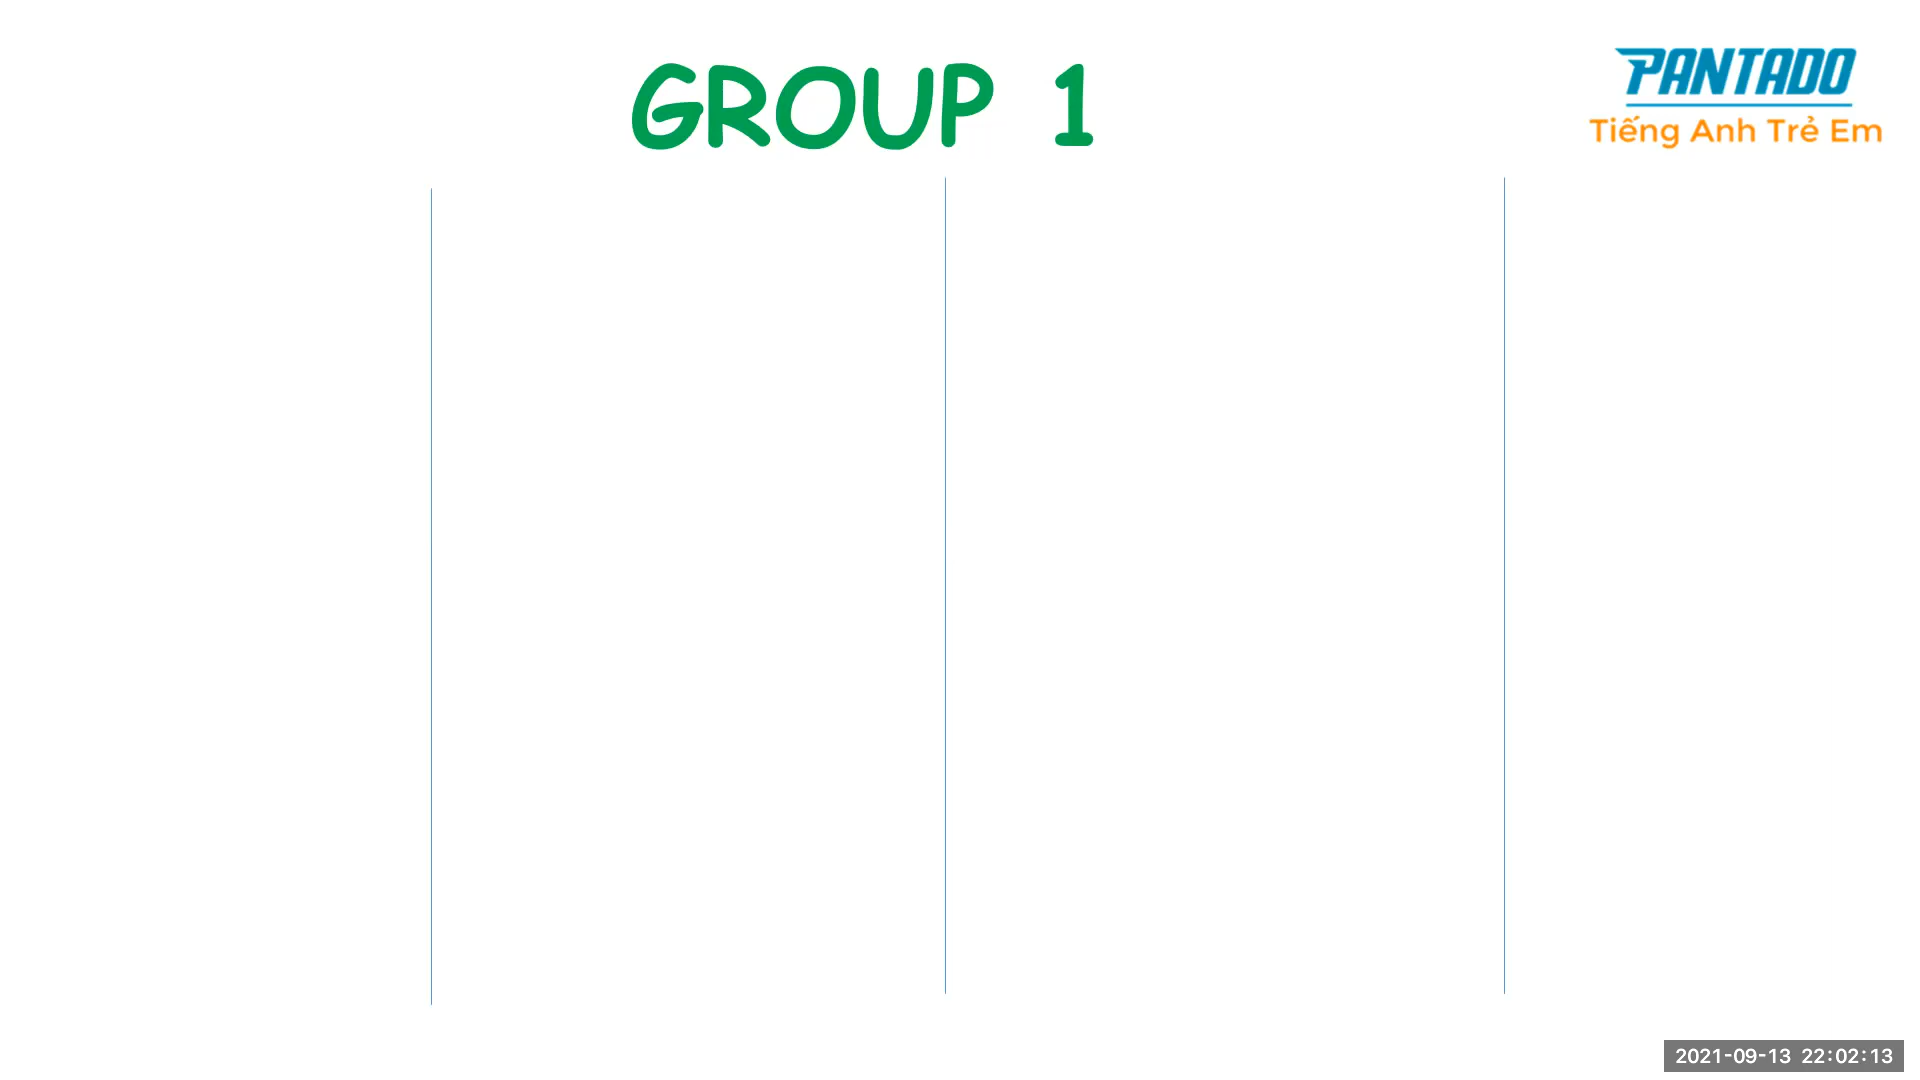 GROUP 1
PANTADO
Tiếng Anh Trẻ Em
2021-09-13 22:02:13